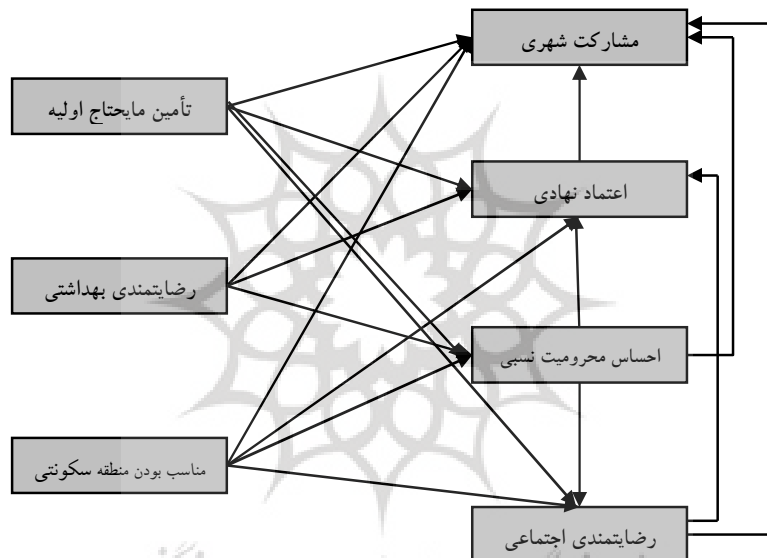 مشارکت شهری
تأمین مایحتاج اولیه
اعتماد نهادی
رضایتمندی بهداشتی
احساس محرومیت نسبی
مناسب بودن منطقه سکونتی
رضایتمندی اجتماعی